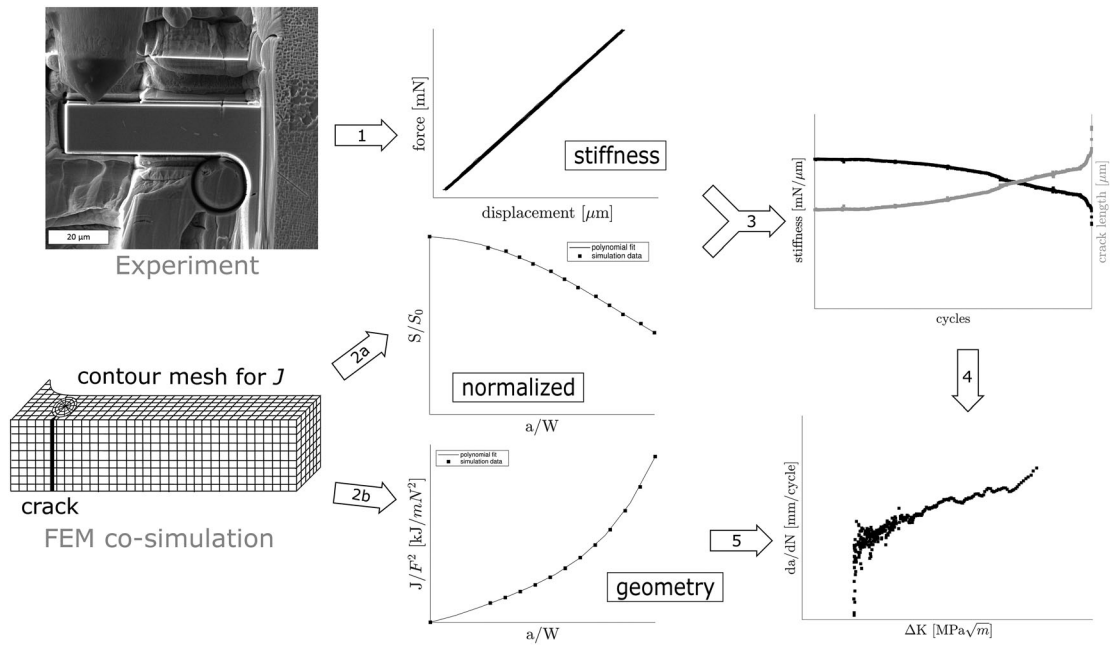 20 µm
Experiment
1
force [mN]
stiffness
displacement [µm]
3
stiffness [mN/µm]
crack length [µm]
cycles
2a
polynomial fit
simulation data
S/S₀
normalized
a/W
contour mesh for J
crack
FEM co-simulation
2b
polynomial fit
simulation data
J/F² [kJ/mN²]
geometry
a/W
4
5
da/dN [mm/cycle]
ΔK [MPa√m]